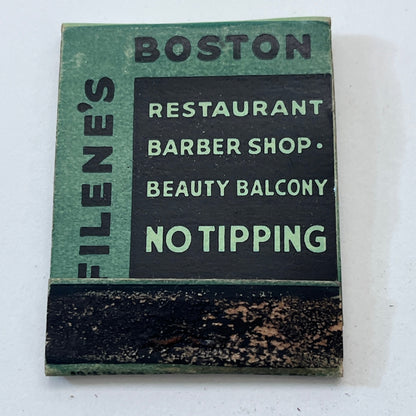 BOSTON
FILENE'S
RESTAURANT
BARBER SHOP •
BEAUTY BALCONY
NO TIPPING